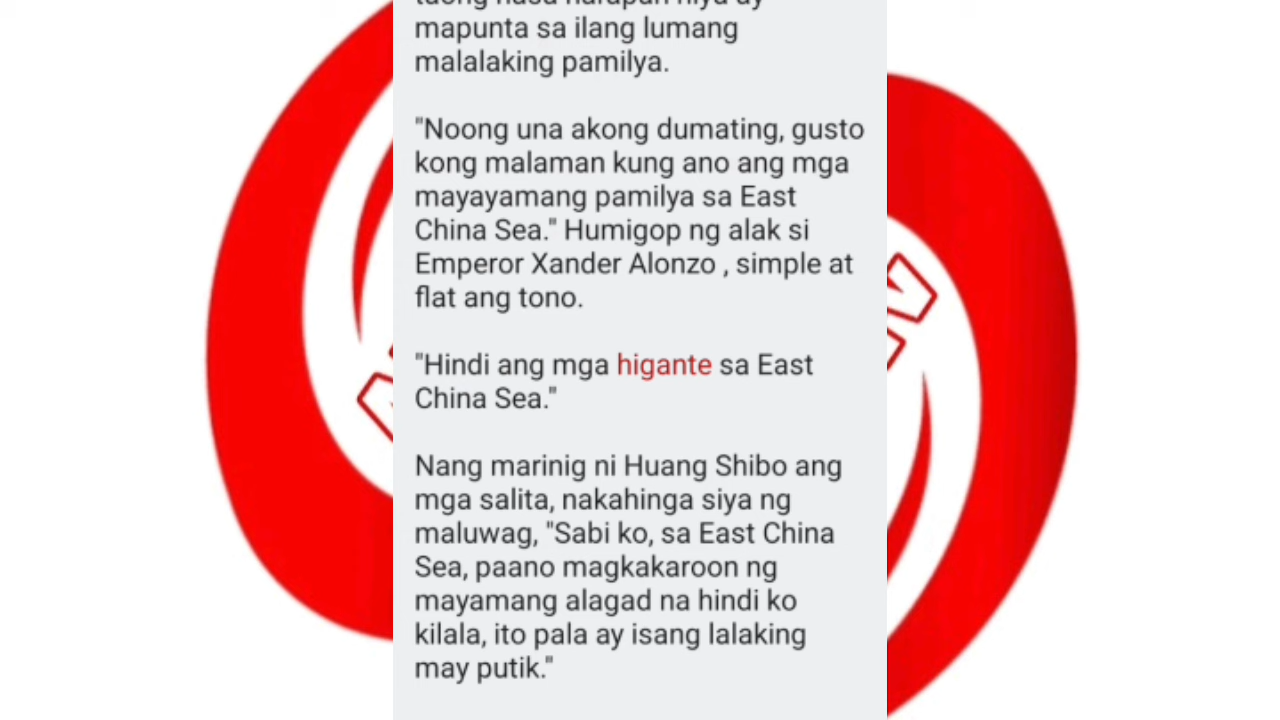 mapunta sa ilang lumang
malalaking pamilya.
"Noong una akong dumating, gusto
kong malaman kung ano ang mga
mayayamang pamilya sa East
China Sea." Humigop ng alak si
Emperor Xander Alonzo , simple at
flat ang tono.
"Hindi ang mga higante sa East
China Sea."
Nang marinig ni Huang Shibo ang
mga salita, nakahinga siya ng
maluwag, "Sabi ko, sa East China
Sea, paano magkakaroon ng
mayamang alagad na hindi ko
kilala, ito pala ay isang lalaking
may putik."